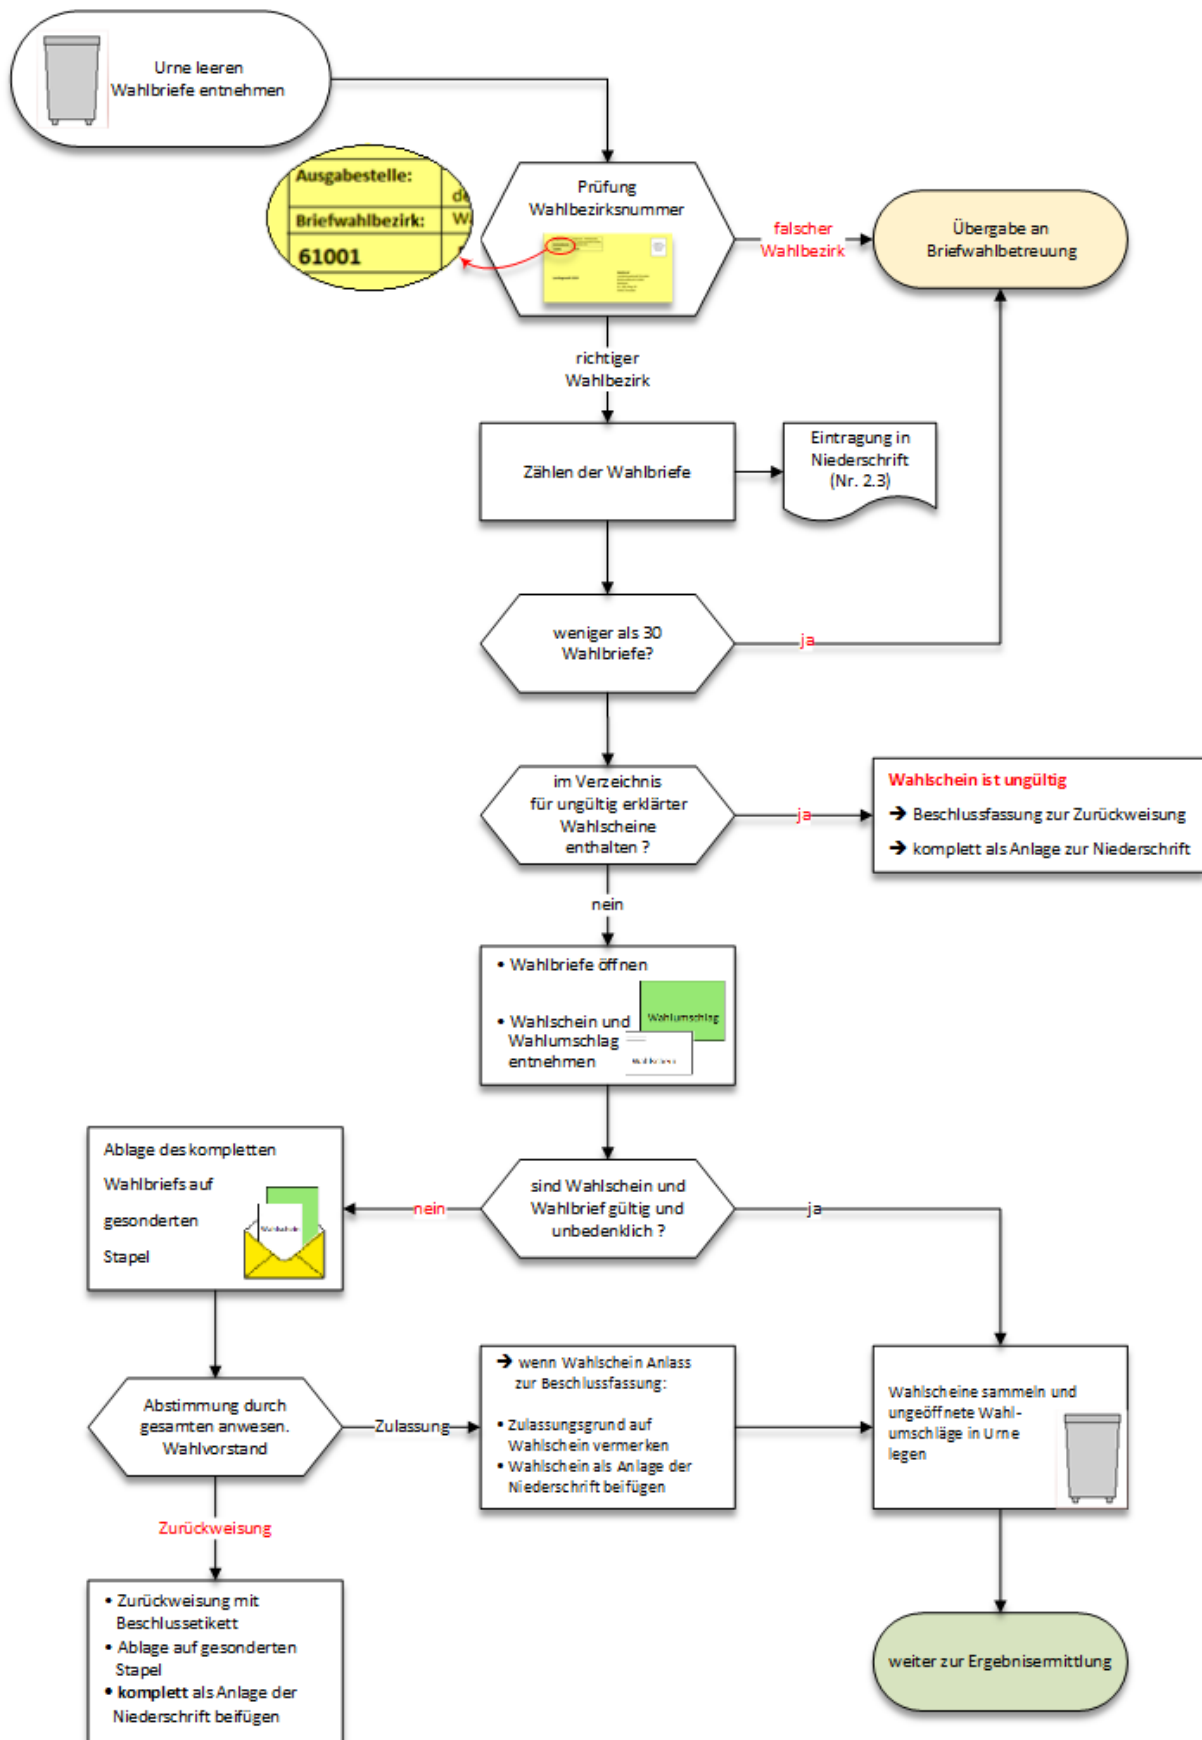 Urne leeren
Wahlbriefe entnehmen
Ausgabestelle:
de
Briefwahlbezirk:
61001
Prüfung
Wahlbezirksnummer
falscher
Wahlbezirk
Übergabe an
Briefwahlbetreuung
richtiger
Wahlbezirk
Zählen der Wahlbriefe
Eintragung in
Niederschrift
(Nr. 2.3)
weniger als 30
Wahlbriefe?
ja
im Verzeichnis
für ungültig erklärter
Wahlscheine
enthalten ?
ja
Wahlschein ist ungültig
➔ Beschlussfassung zur Zurückweisung
➔ komplett als Anlage zur Niederschrift
nein
• Wahlbriefe öffnen
• Wahlschein und
Wahlumschlag
entnehmen
Wahlumschlag
Wahlschein
Ablage des kompletten
Wahlbriefs auf
gesonderten
Stapel
Wahlschein
nein
sind Wahlschein und
Wahlbrief gültig und
unbedenklich ?
ja
Abstimmung durch
gesamten anwesen.
Wahlvorstand
Zulassung
➔ wenn Wahlschein Anlass
zur Beschlussfassung:
• Zulassungsgrund auf
Wahlschein vermerken
• Wahlschein als Anlage der
Niederschrift beifügen
Wahlscheine sammeln und
ungeöffnete Wahl-
umschläge in Urne
legen
Zurückweisung
• Zurückweisung mit
Beschlussetikett
• Ablage auf gesonderten
Stapel
• komplett als Anlage der
Niederschrift beifügen
weiter zur Ergebnisermittlung